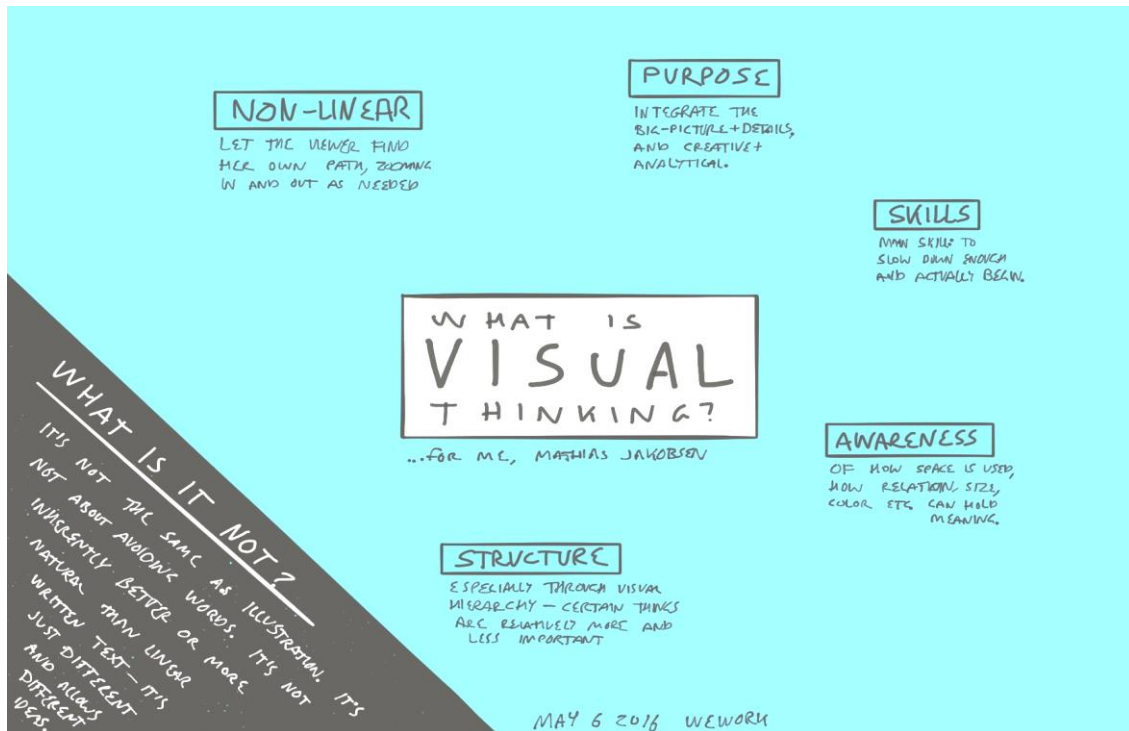 WHAT IS
VISUAL
THINKING?
...FOR ME, MATHIAS JAKOBSEN
NON-LINEAR
LET THE VIEWER FIND
HER OWN PATH, ZOOMING
IN AND OUT AS NEEDED
PURPOSE
INTEGRATE THE
BIG-PICTURE+DETAILS,
AND CREATIVE+
ANALYTICAL.
SKILLS
MAIN SKILL: TO
SLOW DOWN ENOUGH
AND ACTUALLY BEGIN.
AWARENESS
OF HOW SPACE IS USED,
HOW RELATION, SIZE,
COLOR ETC. CAN HOLD
MEANING.
STRUCTURE
ESPECIALLY THROUGH VISUAL
HIERARCHY – CERTAIN THINGS
ARE RELATIVELY MORE AND
LESS IMPORTANT
WHAT IS IT NOT?
IT'S NOT THE SAME AS ILLUSTRATION. IT'S
NOT ABOUT AVOIDING WORDS. IT'S NOT
INHERENTLY BETTER OR MORE
NATURAL THAN LINEAR
WRITTEN TEXT – IT'S
JUST DIFFERENT
AND ALLOWS
DIFFERENT
IDEAS.
MAY 6 2016 WEWORK